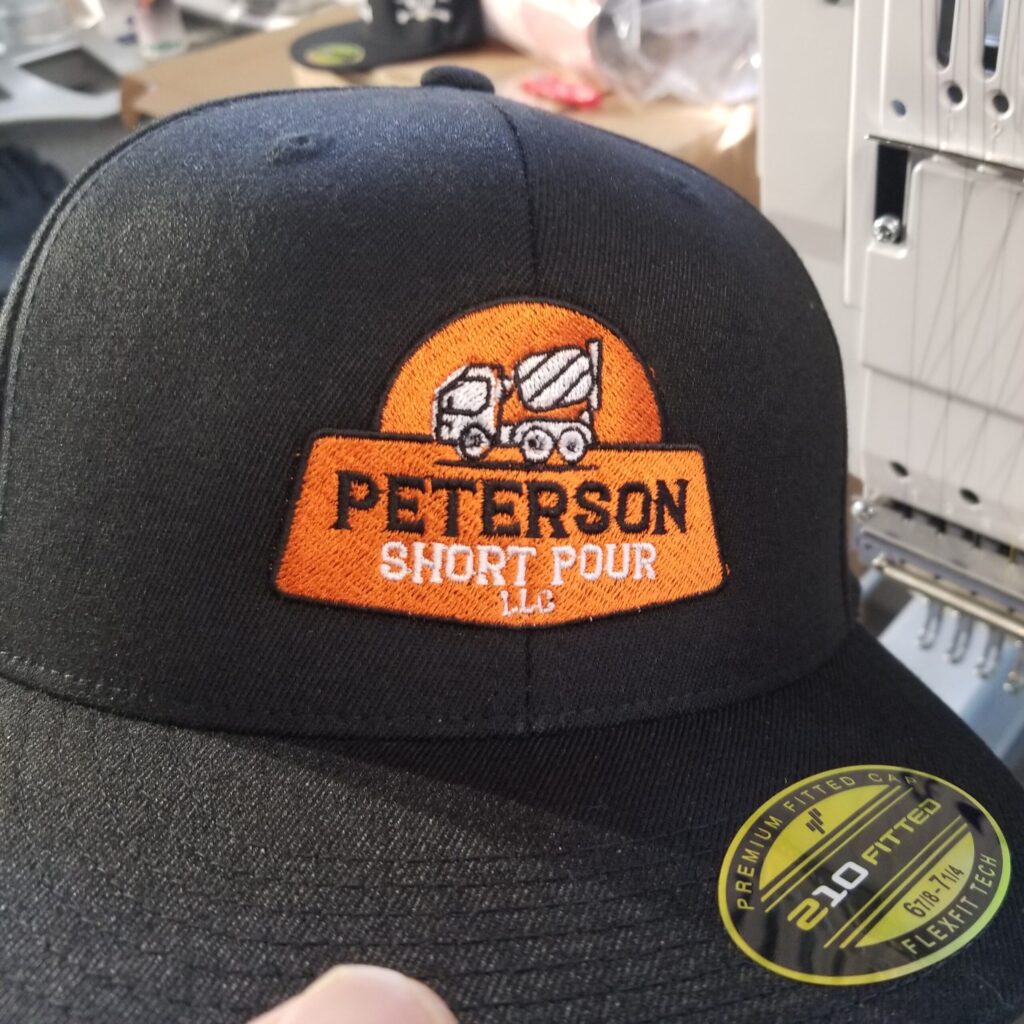 PETERSON
SHORT POUR
LLC
PREMIUM FITTED CAP
210 FITTED
6 7/8 - 7 1/4
FLEXFIT TECH